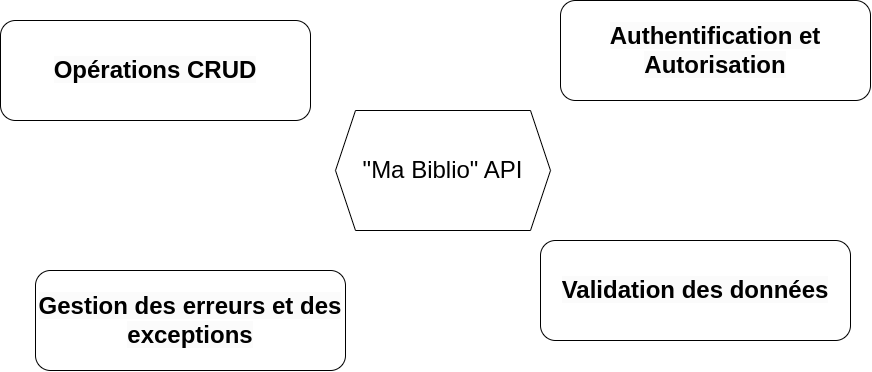 Opérations CRUD
Authentification et
Autorisation
"Ma Biblio" API
Gestion des erreurs et des
exceptions
Validation des données